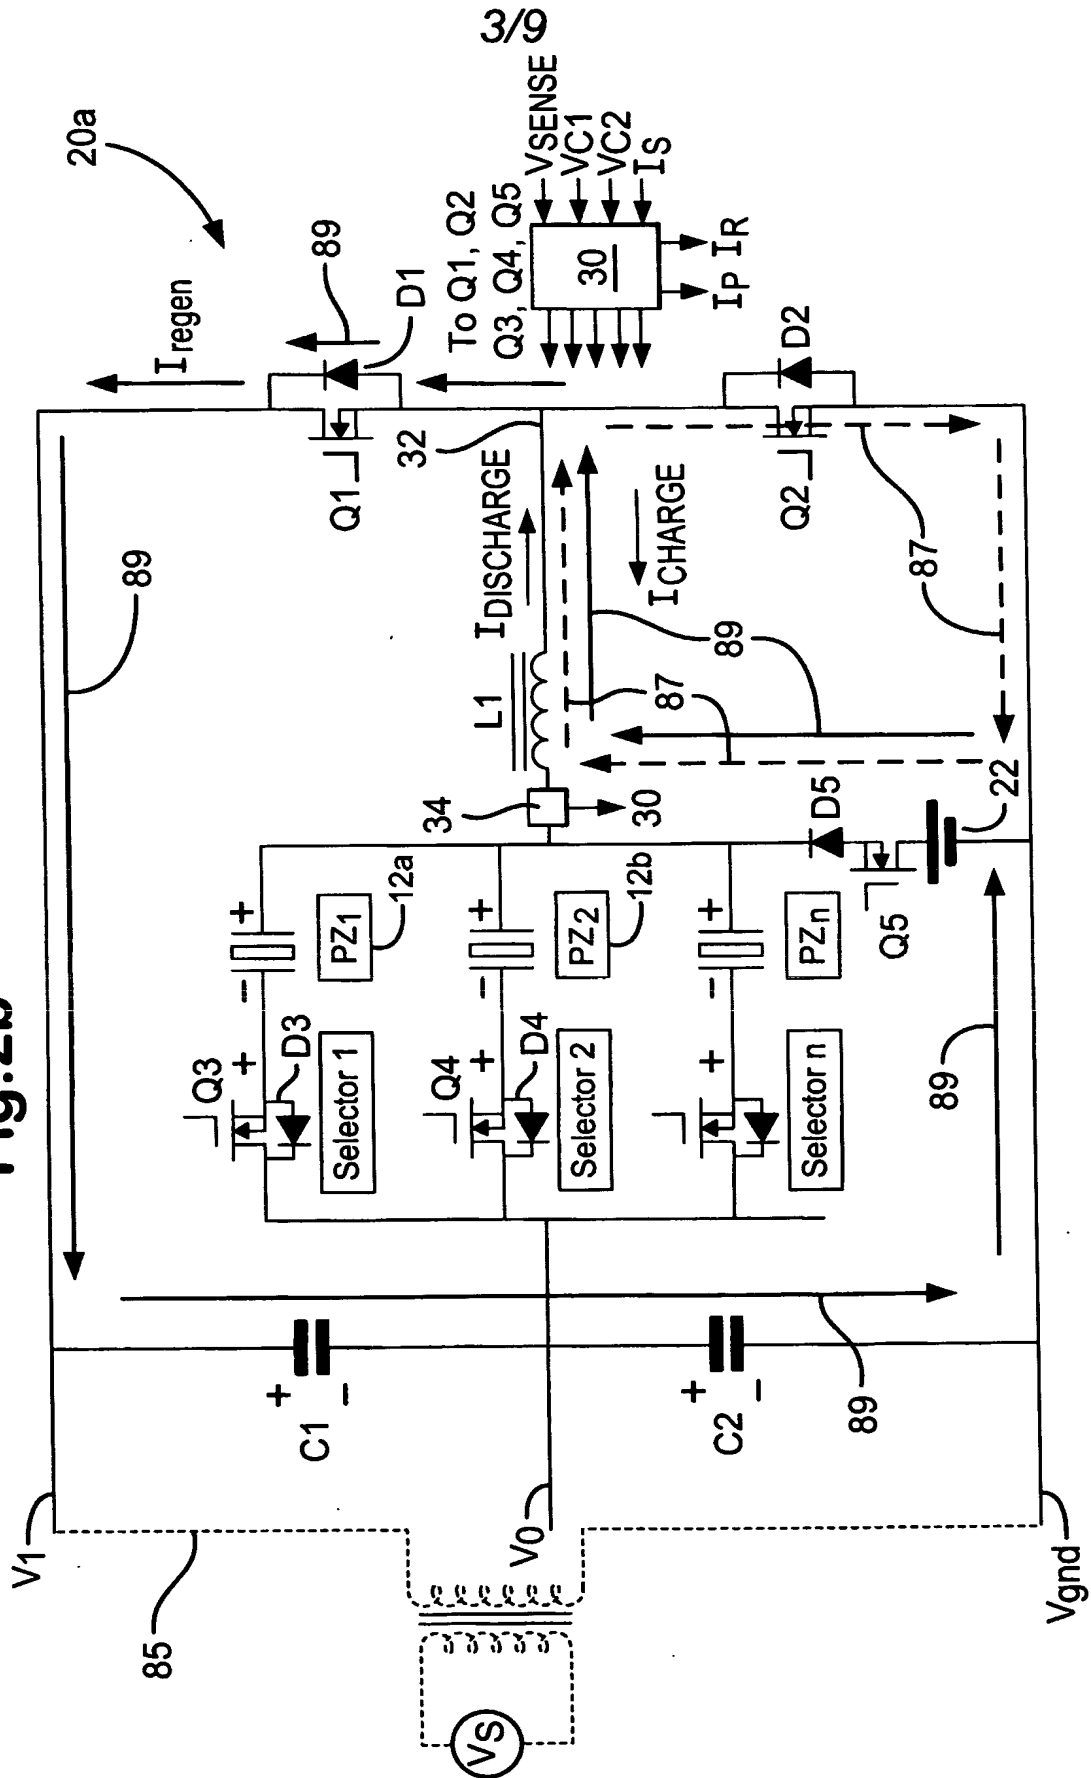 3/9
Fig.2b
20a
V1
85
VS
V0
Vgnd
C1
+
-
C2
+
-
89
89
Q3
D3
+
-
+
Selector 1
PZ1
12a
Q4
D4
+
-
+
Selector 2
PZ2
12b
+
-
+
Selector n
PZn
34
30
L1
IDISCHARGE
ICHARGE
32
87
89
D5
Q5
22
89
87
Q1
D1
89
Iregen
Q2
D2
To Q1, Q2
Q3, Q4, Q5
30
VSENSE
VC1
VC2
IS
IP
IR